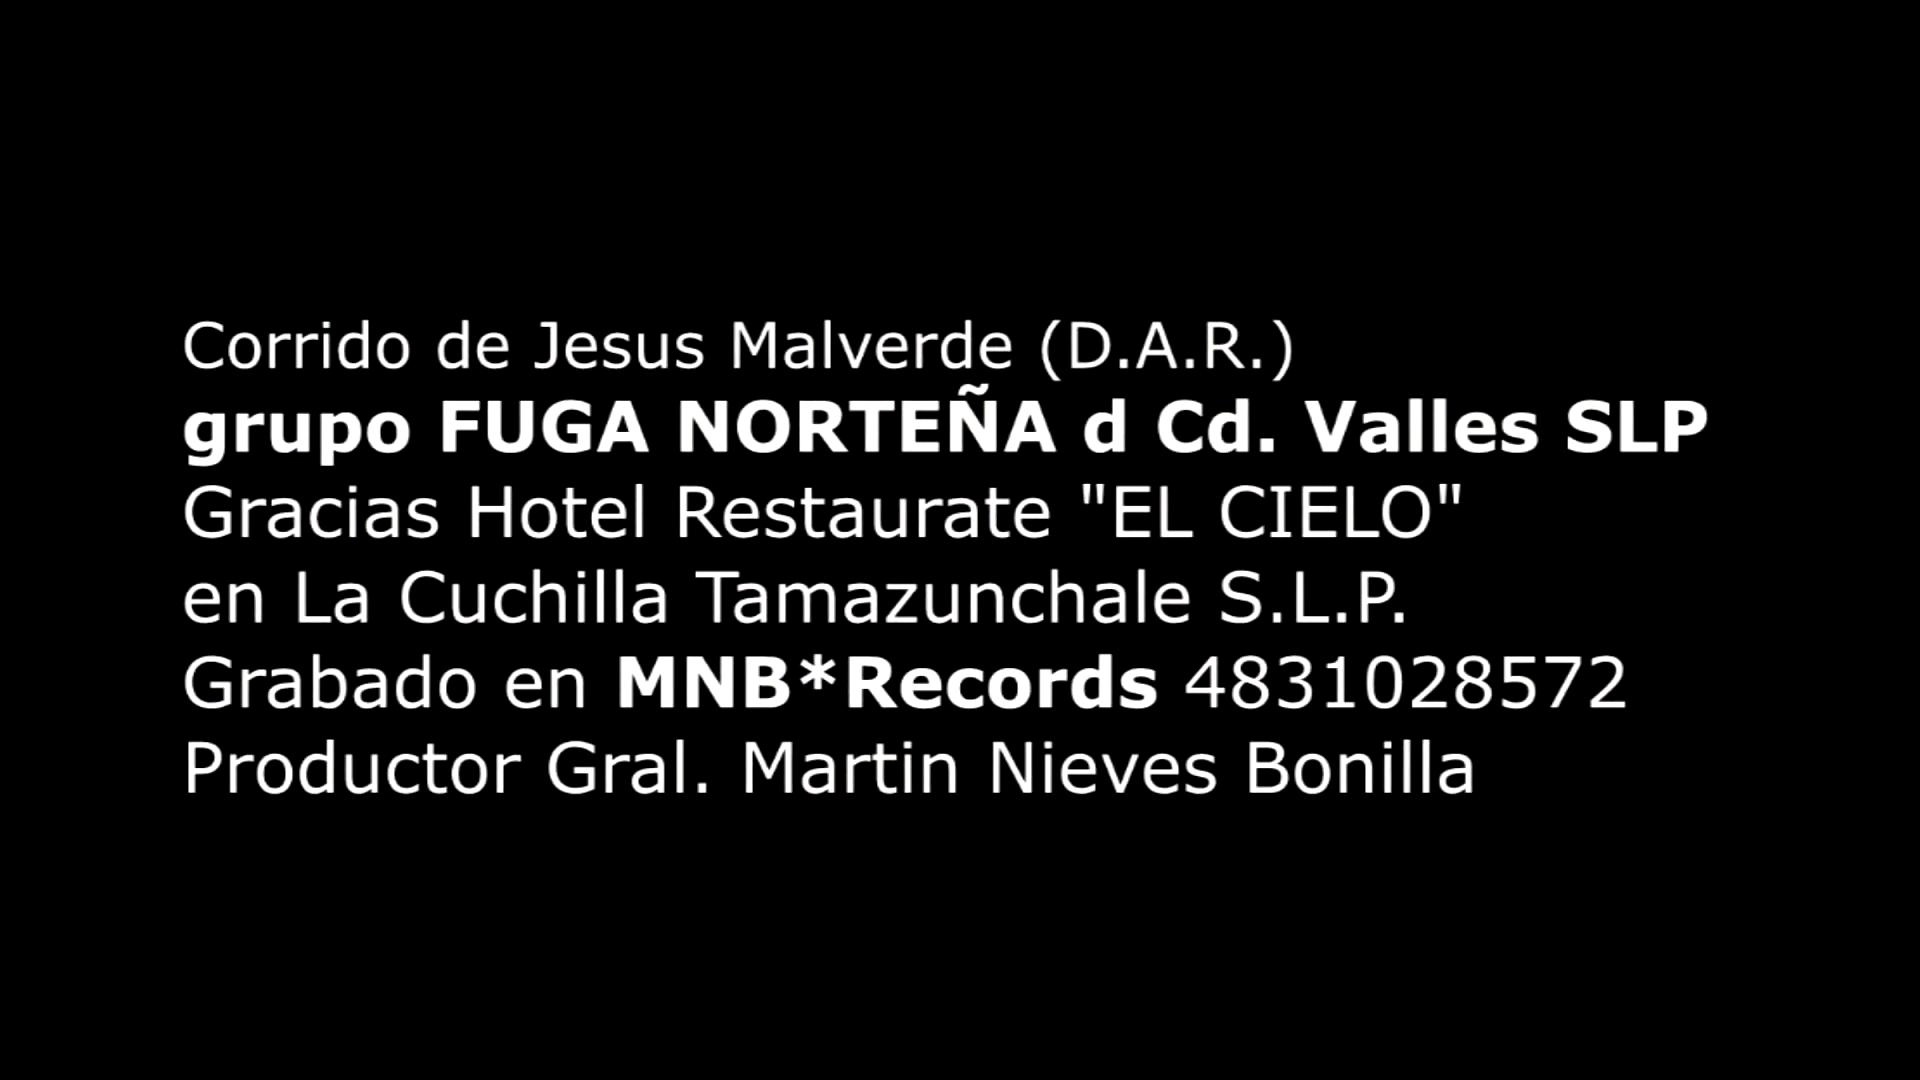 Corrido de Jesus Malverde (D.A.R.)
grupo FUGA NORTEÑA d Cd. Valles SLP
Gracias Hotel Restaurate "EL CIELO"
en La Cuchilla Tamazunchale S.L.P.
Grabado en MNB*Records 4831028572
Productor Gral. Martin Nieves Bonilla